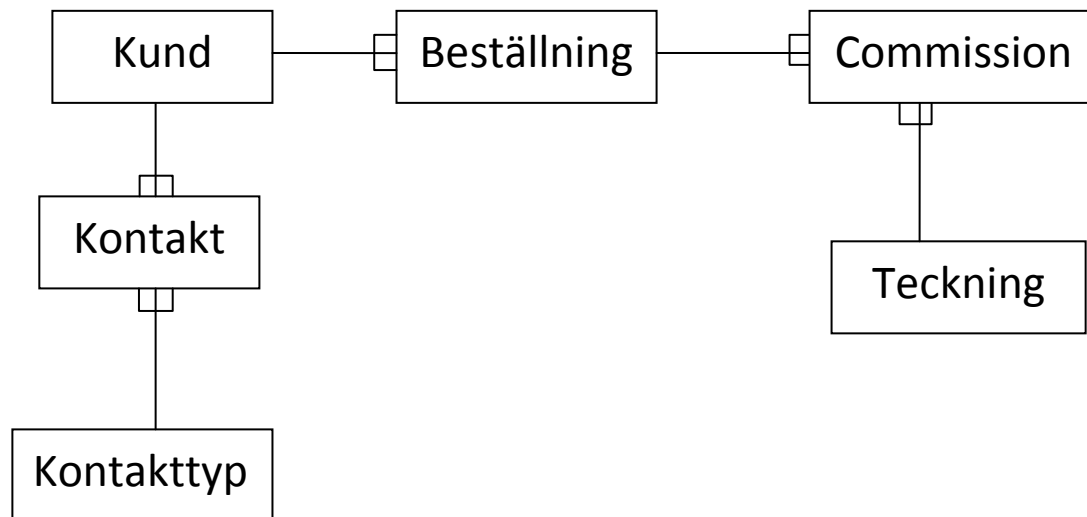 Kund
Beställning
Commission
Kontakt
Teckning
Kontakttyp